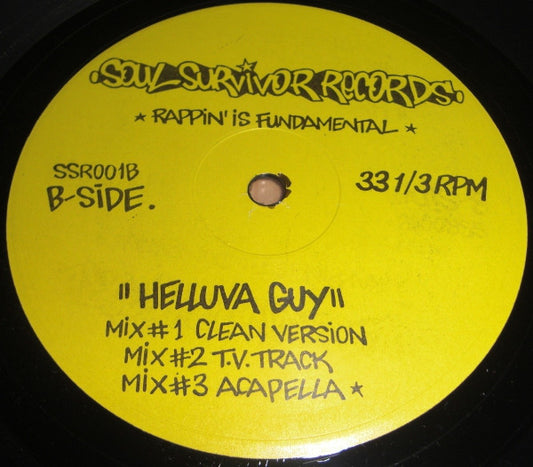 .SOUL SURVIVOR RECORDS.
★ RAPPiN' iS FUNDAMENTAL ★
SSR001B
B-SiDE.
33 1/3 RPM
"HELLUVA GUY"
MiX#1 CLEAN VERSION
MiX#2 T.V. TRACK
MiX#3 ACAPELLA ★